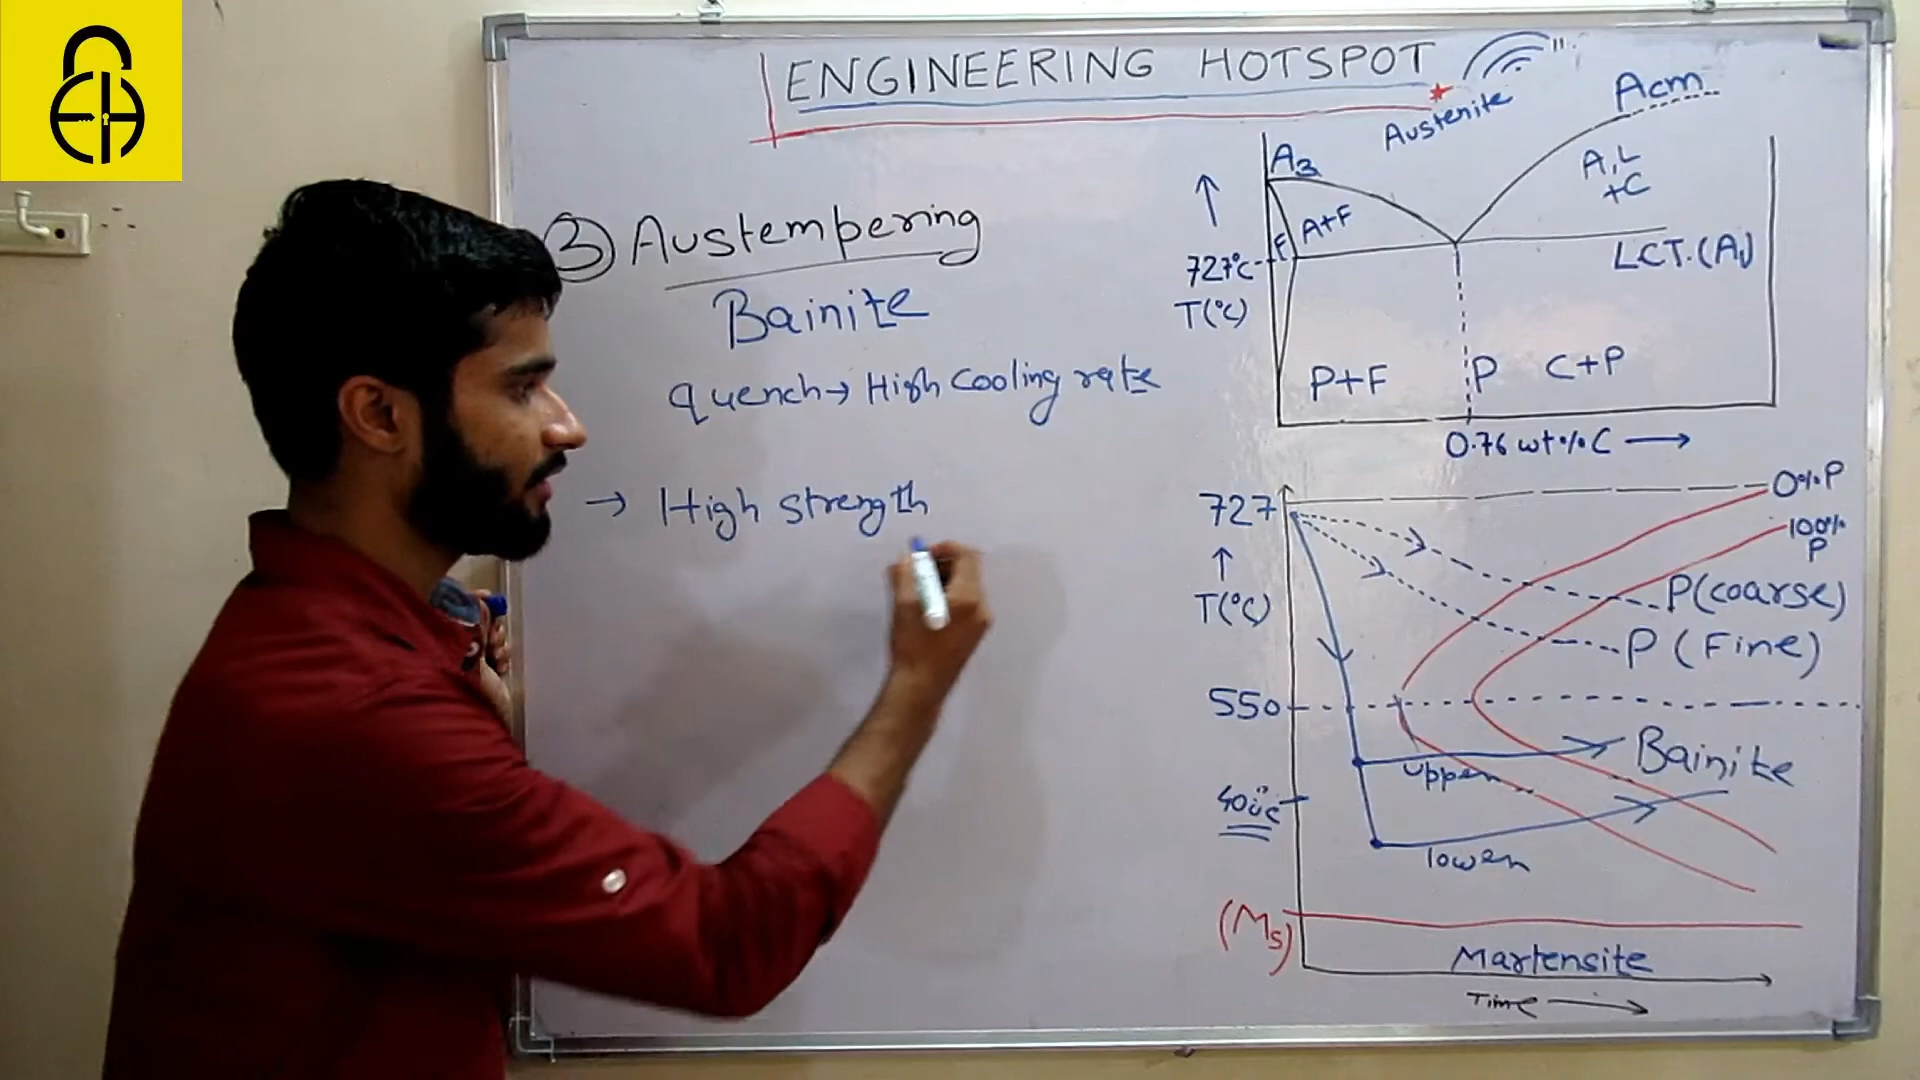 ENGINEERING HOTSPOT
③ Austempering
Bainite
quench → High cooling rate
→ High strength
Austenite
Acm
A3
A+F
F
A,L
+C
727°C
T(°C)
LCT.(A1)
P+F
P
C+P
0.76 wt% C →
727
T(°C)
0% P
100%
P
P(coarse)
P (Fine)
550
Bainite
upper
400°C
lower
(Ms)
Martensite
Time →